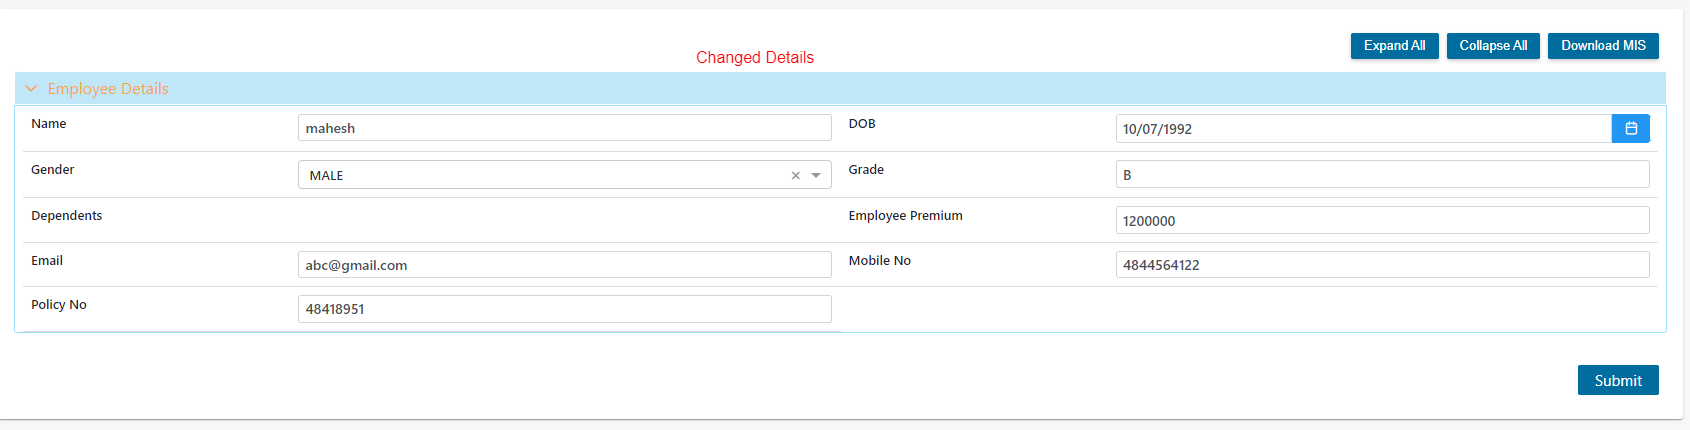 Expand All Collapse All Download MIS
Changed Details
Employee Details
Name mahesh DOB 10/07/1992
Gender MALE Grade B
Dependents Employee Premium 1200000
Email abc@gmail.com Mobile No 4844564122
Policy No 48418951
Submit